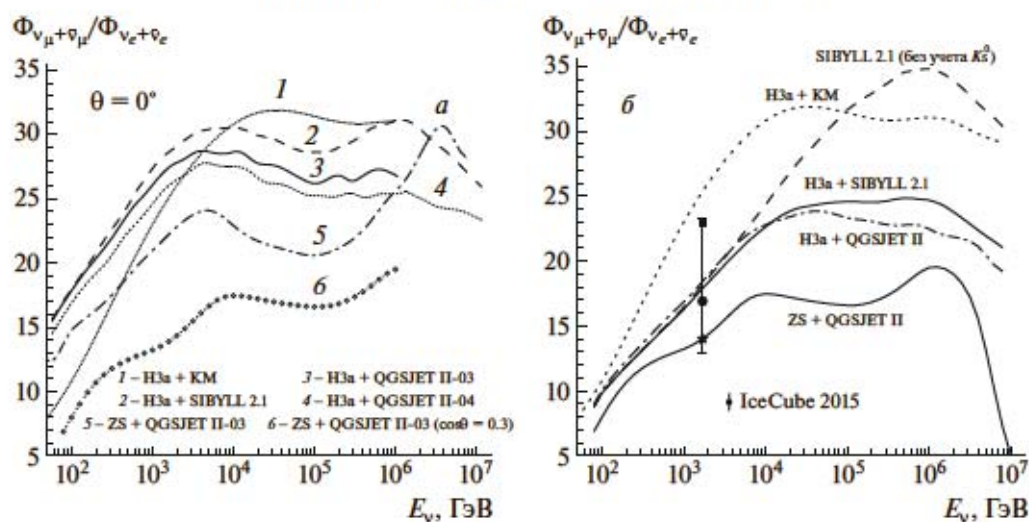 Φνμ+ν̄μ/Φνe+ν̄e
35
30
25
20
15
10
5
θ = 0°
1
a
2
3
4
5
6
1 – H3a + KM
3 – H3a + QGSJET II-03
2 – H3a + SIBYLL 2.1
4 – H3a + QGSJET II-04
5 – ZS + QGSJET II-03
6 – ZS + QGSJET II-03 (cosθ = 0.3)
10² 10³ 10⁴ 10⁵ 10⁶ 10⁷
Eν, ГэВ
Φνμ+ν̄μ/Φνe+ν̄e
35
30
25
20
15
10
5
SIBYLL 2.1 (без учета Ks⁰)
б
H3a + KM
H3a + SIBYLL 2.1
H3a + QGSJET II
ZS + QGSJET II
IceCube 2015
10² 10³ 10⁴ 10⁵ 10⁶ 10⁷
Eν, ГэВ